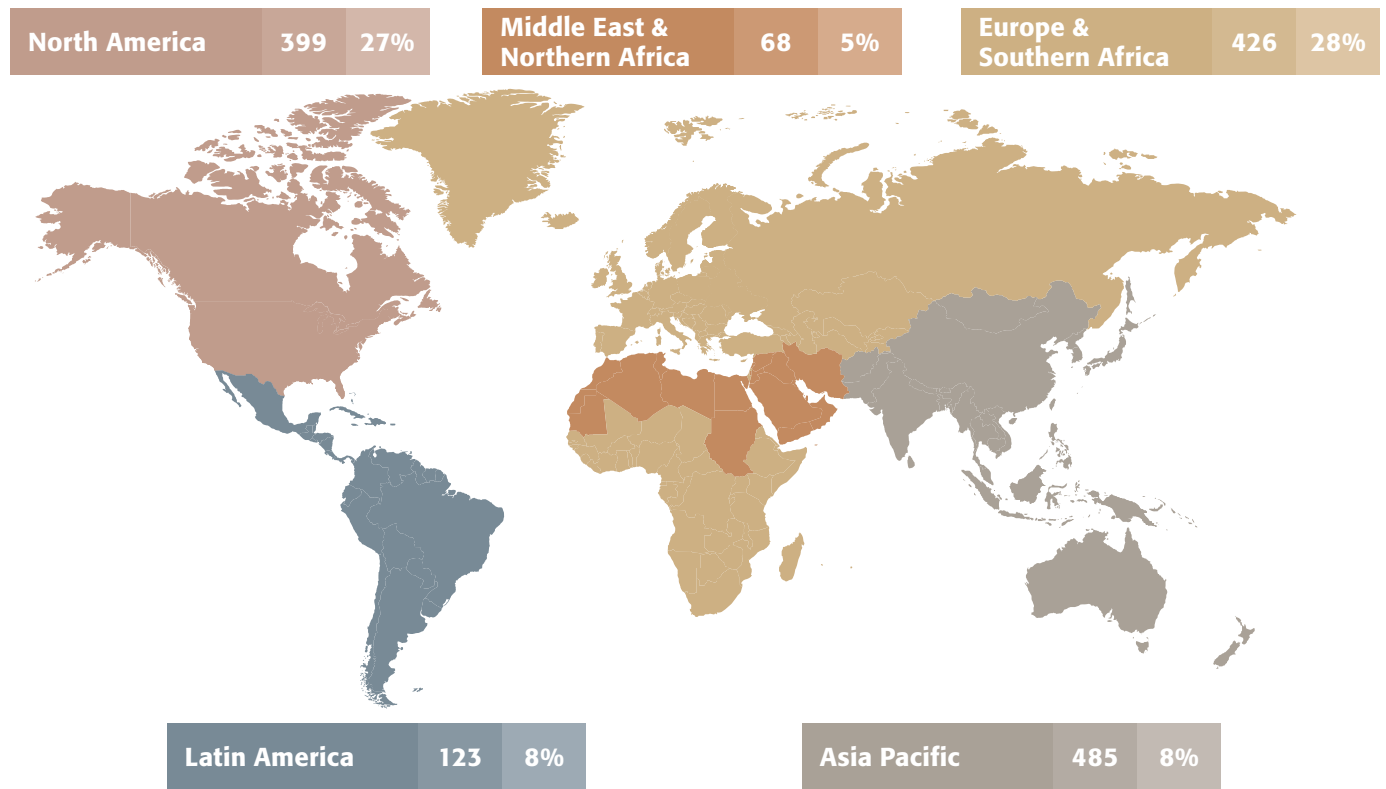 North America 399 27%
Middle East &
Northern Africa 68 5%
Europe &
Southern Africa 426 28%
Latin America 123 8%
Asia Pacific 485 8%